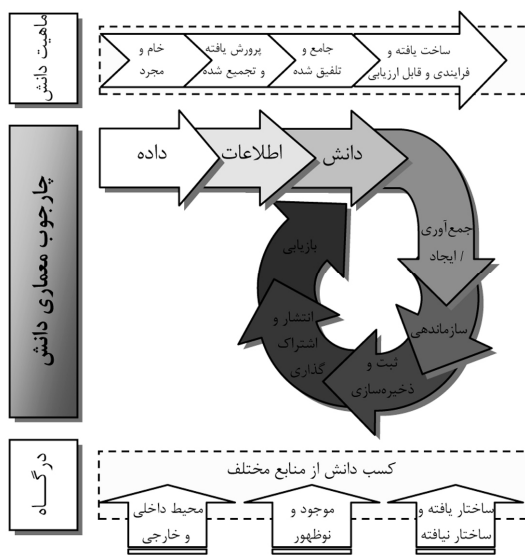 ماهیت دانش
خام و
مجرد
پرورش یافته
و تجمیع شده
جامع و
تلفیق شده
ساخت یافته و
فرایندی و قابل ارزیابی
چارچوب معماری دانش
داده
اطلاعات
دانش
جمع‌آوری
/ ایجاد
سازماندهی
ثبت و
ذخیره‌سازی
انتشار و
اشتراک
گذاری
بازیابی
درگـاه
کسب دانش از منابع مختلف
محیط داخلی
و خارجی
موجود و
نوظهور
ساختار یافته و
ساختار نیافته